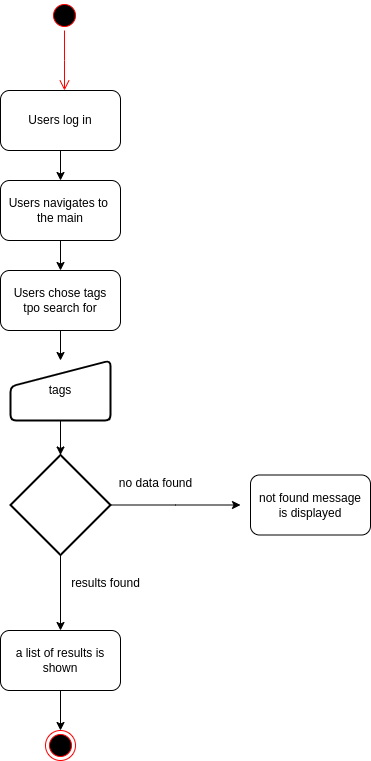 Users log in
Users navigates to
the main
Users chose tags
tpo search for
tags
no data found
not found message
is displayed
results found
a list of results is
shown